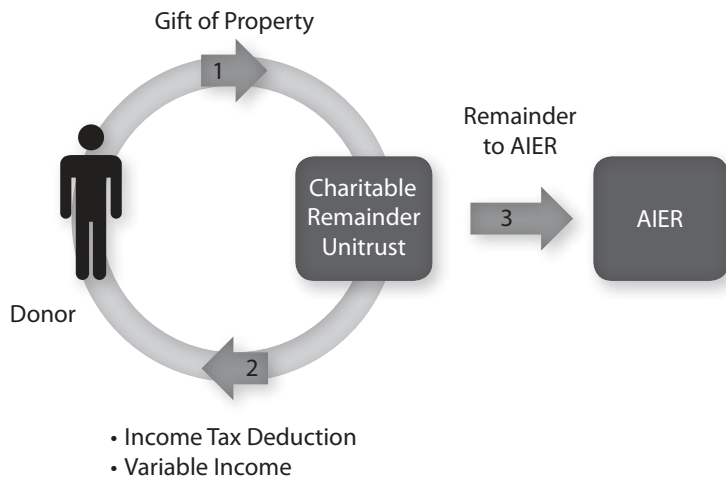 Gift of Property
1
Remainder
to AIER
Charitable
Remainder
Unitrust
3
AIER
Donor
2
• Income Tax Deduction
• Variable Income